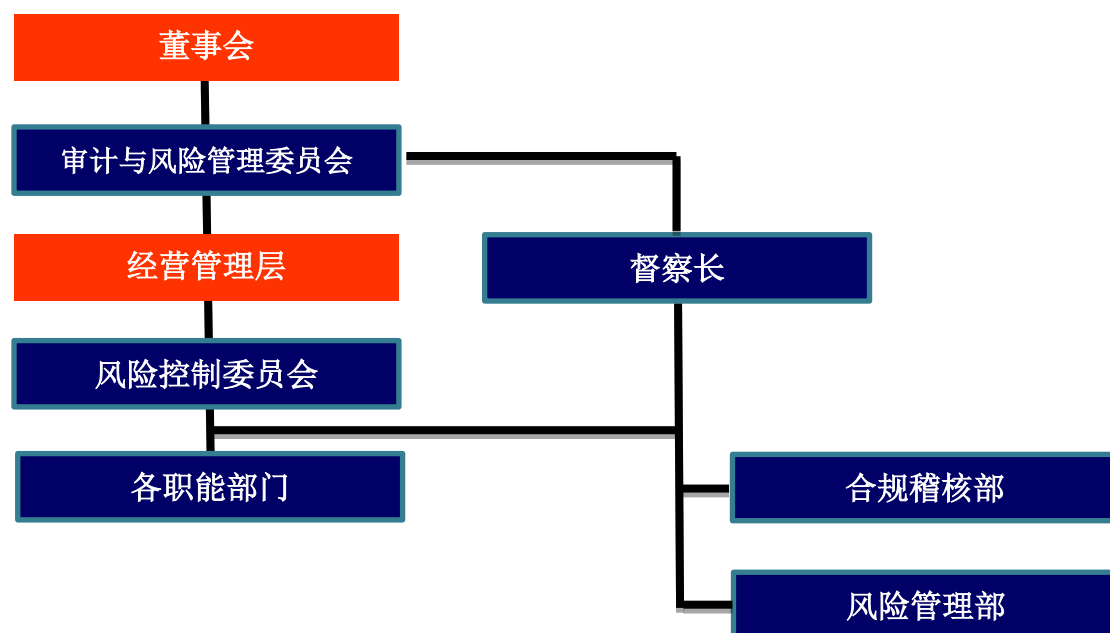 董事会
审计与风险管理委员会
经营管理层
督察长
风险控制委员会
各职能部门
合规稽核部
风险管理部